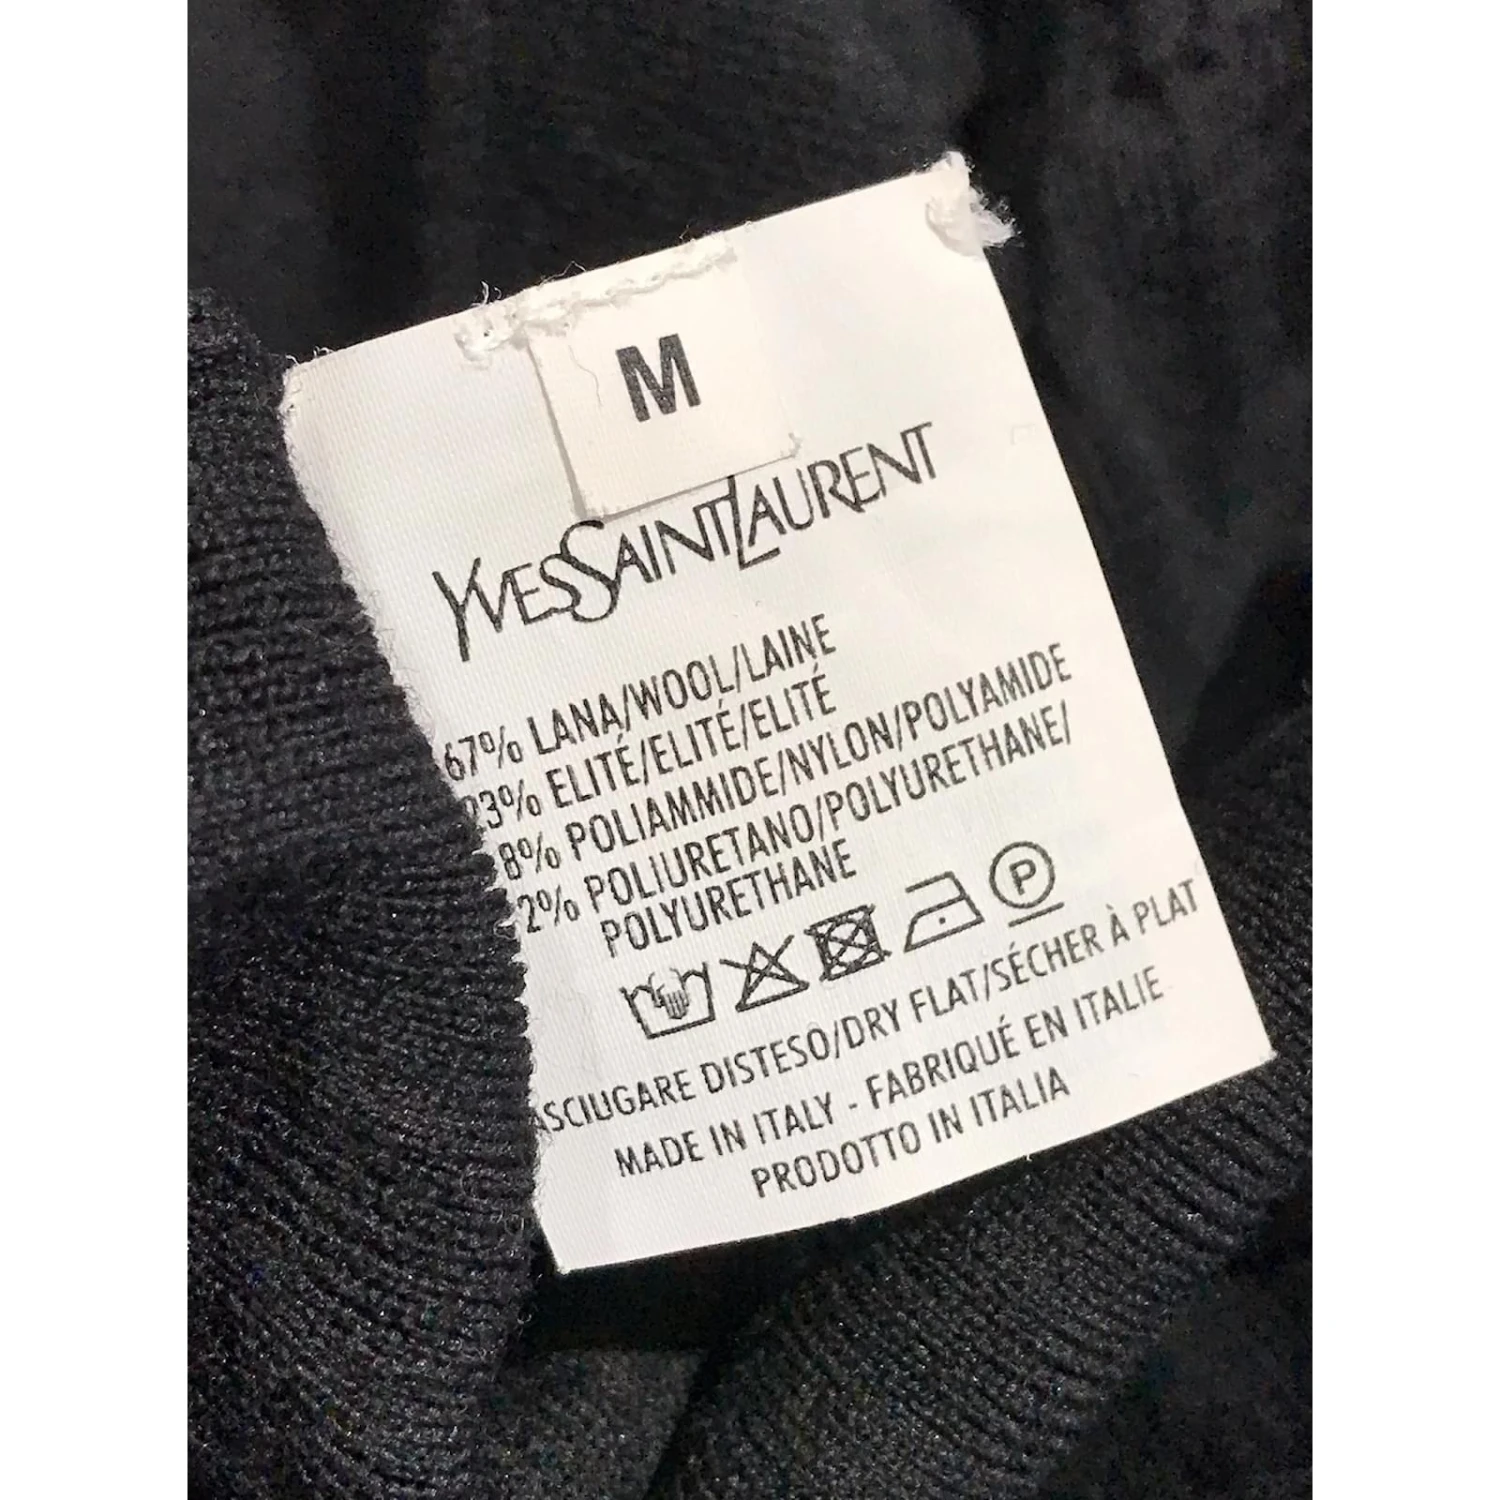 M
YVESSAINTLAURENT
67% LANA/WOOL/LAINE
23% ELITÉ/ELITÉ/ELITÉ
8% POLIAMMIDE/NYLON/POLYAMIDE
2% POLIURETANO/POLYURETHANE/
POLYURETHANE
P
ASCIUGARE DISTESO/DRY FLAT/SÉCHER À PLAT
MADE IN ITALY - FABRIQUÉ EN ITALIE
PRODOTTO IN ITALIA